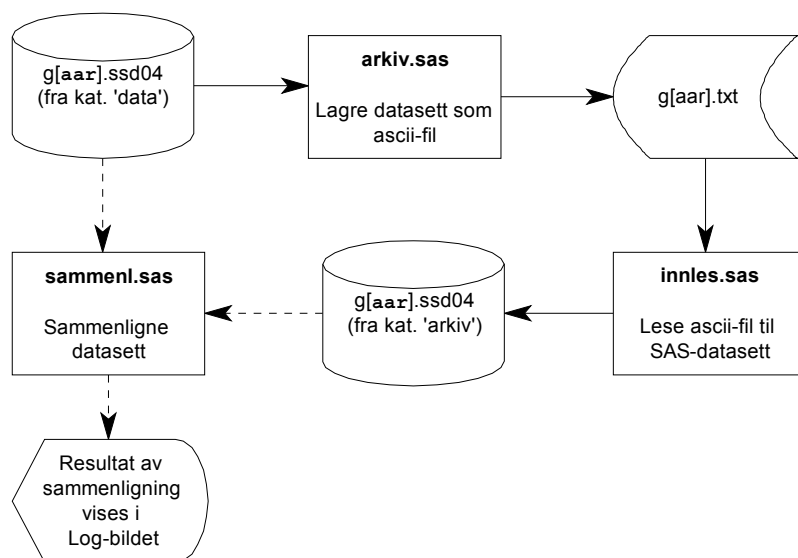 g[aar].ssd04
(fra kat. 'data')
arkiv.sas
Lagre datasett som
ascii-fil
g[aar].txt
sammenl.sas
Sammenligne
datasett
g[aar].ssd04
(fra kat. 'arkiv')
innles.sas
Lese ascii-fil til
SAS-datasett
Resultat av
sammenligning
vises i
Log-bildet